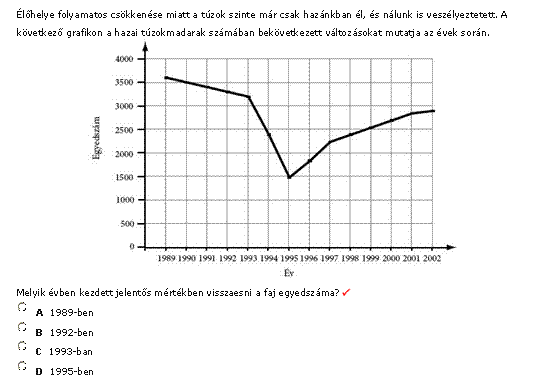 Élőhelye folyamatos csökkenése miatt a túzok szinte már csak hazánkban él, és nálunk is veszélyeztetett. A
következő grafikon a hazai túzokmadarak számában bekövetkezett változásokat mutatja az évek során.
Egyedszám
4000
3500
3000
2500
2000
1500
1000
500
0
1989 1990 1991 1992 1993 1994 1995 1996 1997 1998 1999 2000 2001 2002
Év
Melyik évben kezdett jelentős mértékben visszaesni a faj egyedszáma? ✓
A 1989-ben
B 1992-ben
C 1993-ban
D 1995-ben